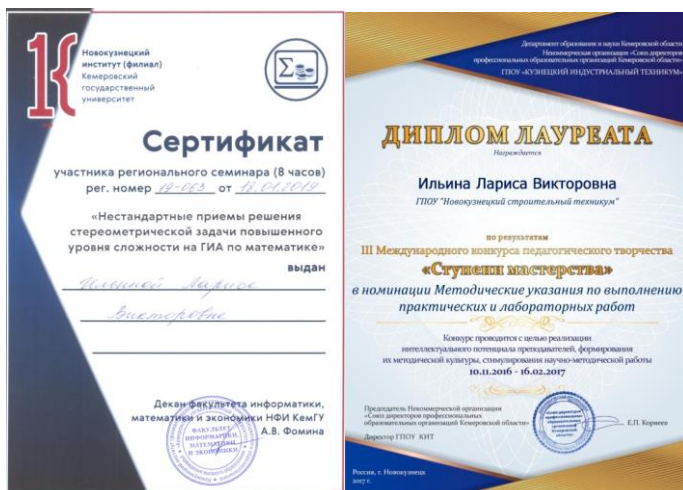 Новокузнецкий
институт (филиал)
Кемеровский
государственный
университет
Сертификат
участника регионального семинара (8 часов)
рег. номер 19-063 от 18.01.2019
«Нестандартные приемы решения
стереометрической задачи повышенного
уровня сложности на ГИА по математике»
выдан
Ильиной Ларисе
Викторовне
Декан факультета информатики,
математики и экономики НФИ КемГУ
А.В. Фомина
ФАКУЛЬТЕТ
ИНФОРМАТИКИ,
МАТЕМАТИКИ
И ЭКОНОМИКИ
Департамент образования и науки Кемеровской области
Некоммерческая организация «Союз директоров
профессиональных образовательных организаций Кемеровской области»
ГПОУ «КУЗНЕЦКИЙ ИНДУСТРИАЛЬНЫЙ ТЕХНИКУМ»
ДИПЛОМ ЛАУРЕАТА
Награждается
Ильина Лариса Викторовна
ГПОУ "Новокузнецкий строительный техникум"
по результатам
III Международного конкурса педагогического творчества
«Ступени мастерства»
в номинации Методические указания по выполнению
практических и лабораторных работ
Конкурс проводится с целью реализации
интеллектуального потенциала преподавателей, формирования
их методической культуры, стимулирования научно-методической работы
10.11.2016 - 16.02.2017
Председатель Некоммерческой организации
«Союз директоров профессиональных
образовательных организаций Кемеровской области»
Е.П. Корнеев
Директор ГПОУ КИТ
Россия, г. Новокузнецк
2017 г.